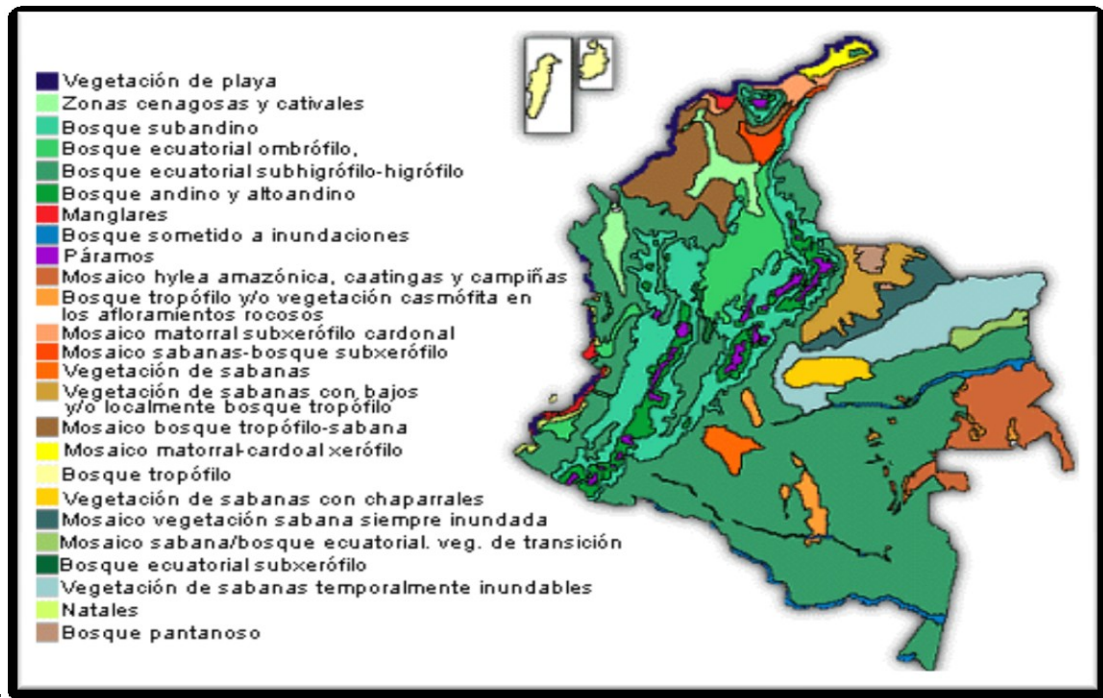 Vegetación de playa
Zonas cenagosas y cativales
Bosque subandino
Bosque ecuatorial ombrófilo,
Bosque ecuatorial subhigrófilo-higrófilo
Bosque andino y altoandino
Manglares
Bosque sometido a inundaciones
Páramos
Mosaico hylea amazónica, caatingas y campiñas
Bosque tropófilo y/o vegetación casmófita en
los afloramientos rocosos
Mosaico matorral subxerófilo cardonal
Mosaico sabanas-bosque subxerófilo
Vegetación de sabanas
Vegetación de sabanas con bajos
y/o localmente bosque tropófilo
Mosaico bosque tropófilo-sabana
Mosaico matorral-cardoal xerófilo
Bosque tropófilo
Vegetación de sabanas con chaparrales
Mosaico vegetación sabana siempre inundada
Mosaico sabana/bosque ecuatorial. veg. de transición
Bosque ecuatorial subxerófilo
Vegetación de sabanas temporalmente inundables
Natales
Bosque pantanoso